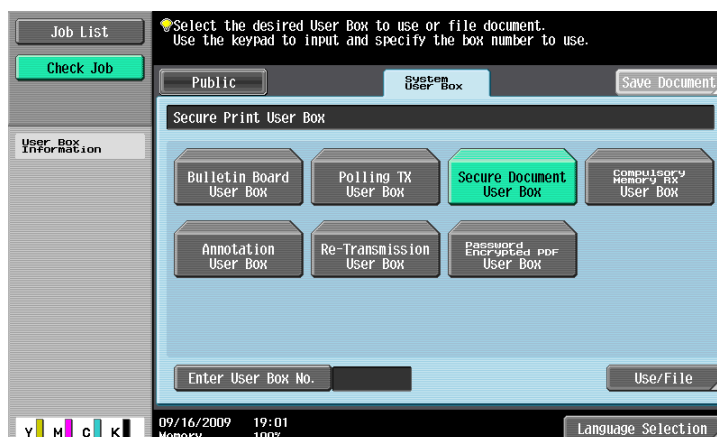 Job List
Check Job
User Box
Information
Select the desired User Box to use or file document.
Use the keypad to input and specify the box number to use.
Public
System
User Box
Save Document
Secure Print User Box
Bulletin Board
User Box
Polling TX
User Box
Secure Document
User Box
Compulsory
Memory RX
User Box
Annotation
User Box
Re-Transmission
User Box
Password
Encrypted PDF
User Box
Enter User Box No.
Use/File
Y M C K
09/16/2009 19:01
Memory 100%
Language Selection